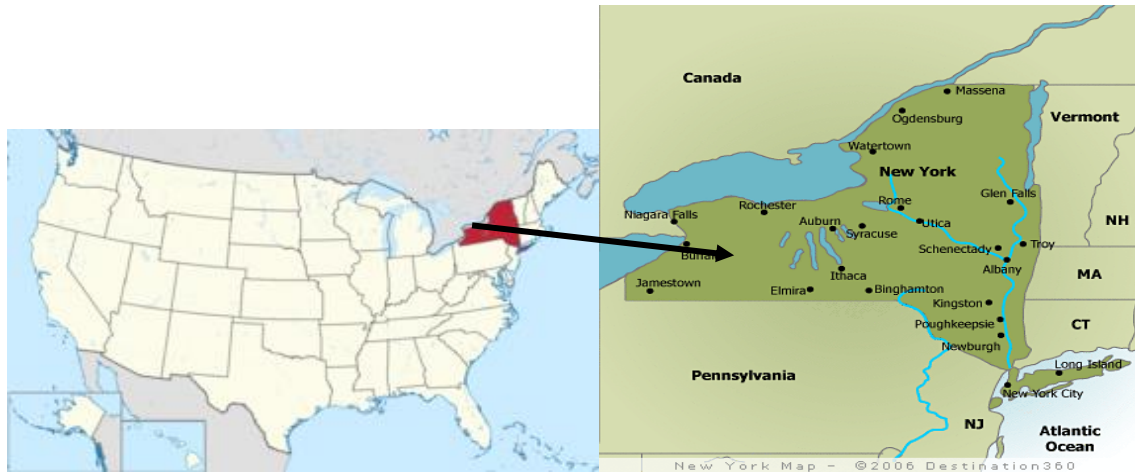 Canada
Massena
Ogdensburg
Vermont
Watertown
New York
Glen Falls
Rome
Rochester
Niagara Falls
Auburn
Utica
NH
Syracuse
Schenectady
Troy
Albany
MA
Ithaca
Jamestown
Elmira
Binghamton
Kingston
Poughkeepsie
CT
Newburgh
Long Island
Pennsylvania
New York City
NJ
Atlantic
Ocean
New York Map - ©2006 Destination360